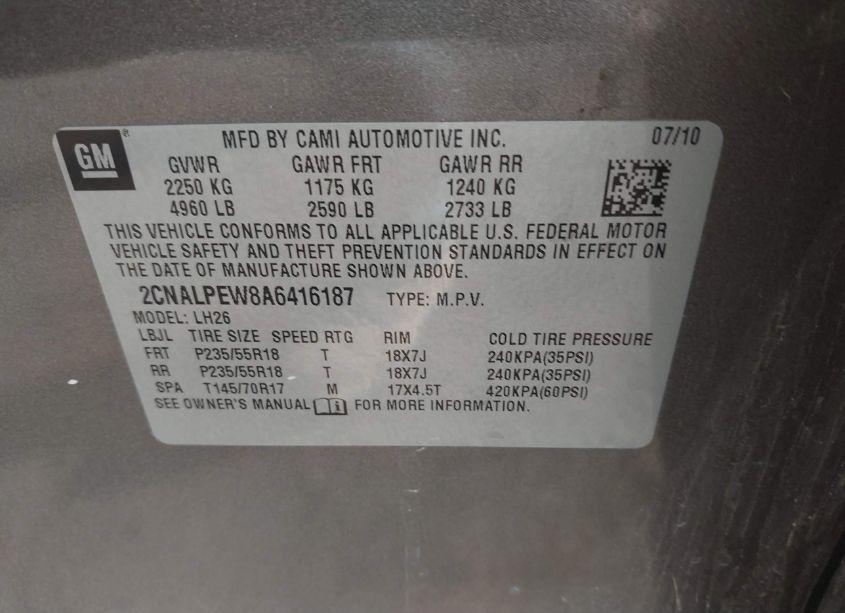 GM® MFD BY CAMI AUTOMOTIVE INC. 07/10
GVWR GAWR FRT GAWR RR
2250 KG 1175 KG 1240 KG
4960 LB 2590 LB 2733 LB
THIS VEHICLE CONFORMS TO ALL APPLICABLE U.S. FEDERAL MOTOR
VEHICLE SAFETY AND THEFT PREVENTION STANDARDS IN EFFECT ON
THE DATE OF MANUFACTURE SHOWN ABOVE.
2CNALPEW8A6416187 TYPE: M.P.V.
MODEL: LH26
LBJL TIRE SIZE SPEED RTG RIM COLD TIRE PRESSURE
FRT P235/55R18 T 18X7J 240KPA(35PSI)
RR P235/55R18 T 18X7J 240KPA(35PSI)
SPA T145/70R17 M 17X4.5T 420KPA(60PSI)
SEE OWNER'S MANUAL i FOR MORE INFORMATION.